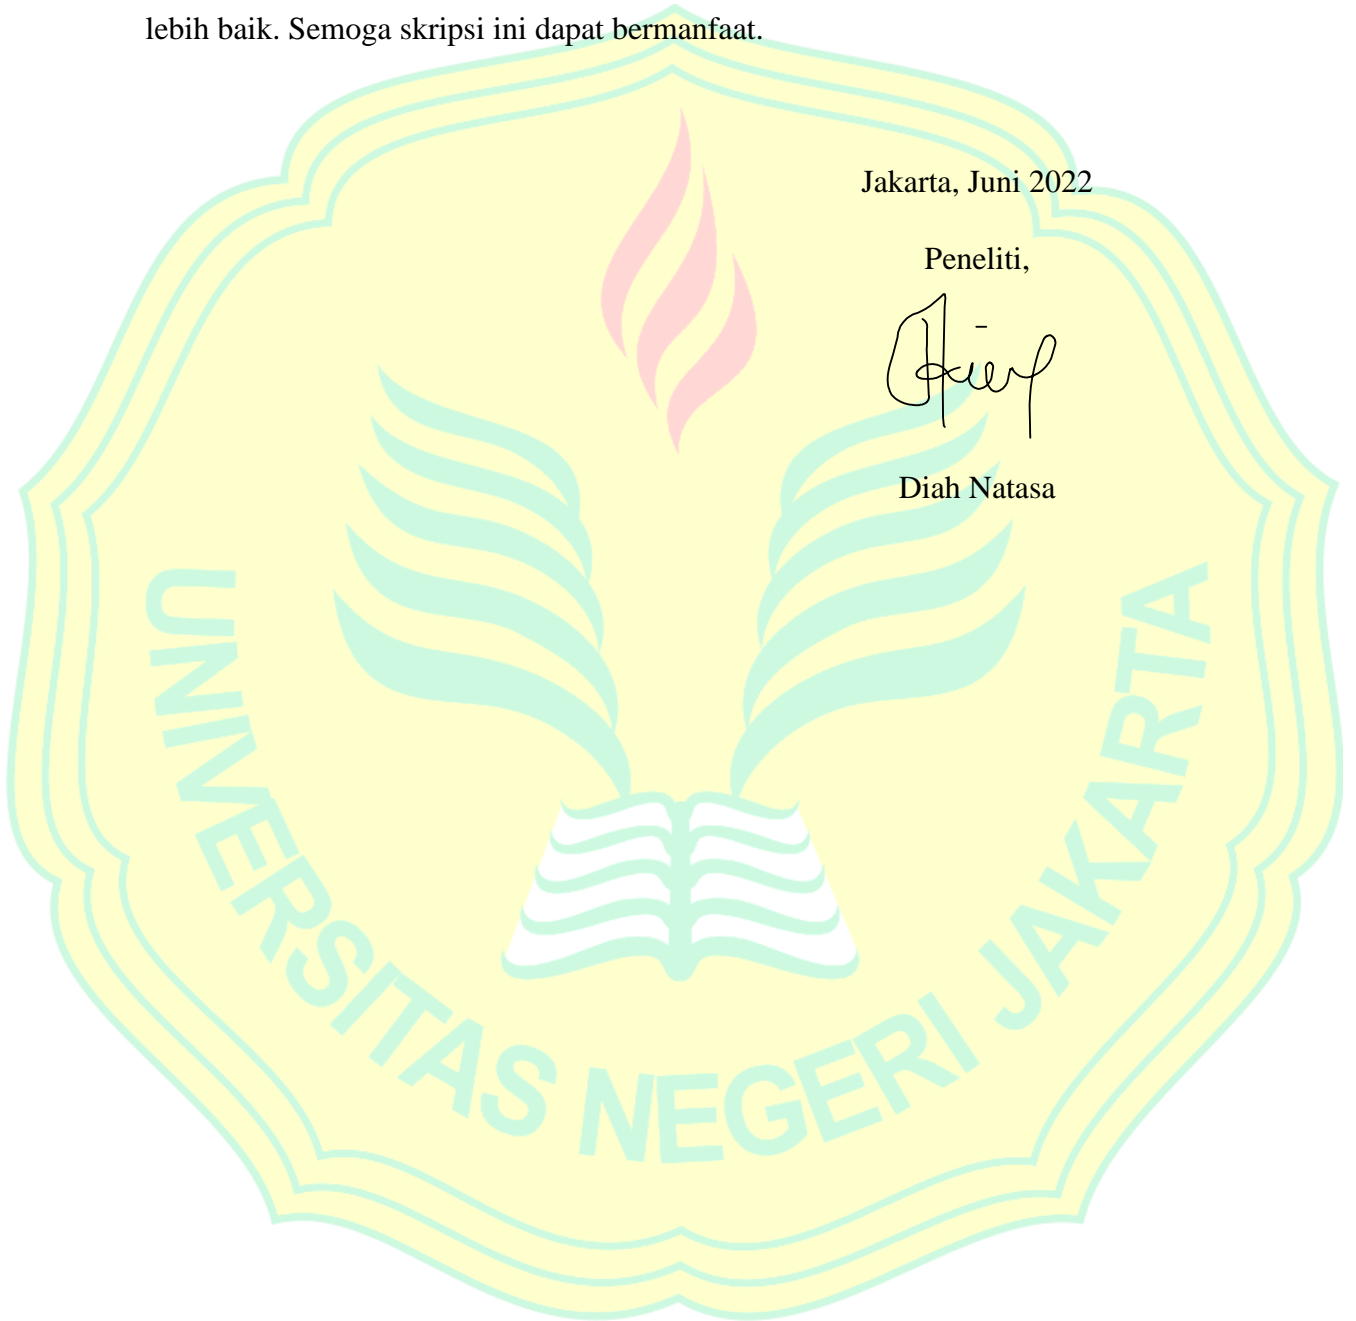 lebih baik. Semoga skripsi ini dapat bermanfaat.
Jakarta, Juni 2022
Peneliti,
Diah Natasa
UNIVERSITAS NEGERI JAKARTA